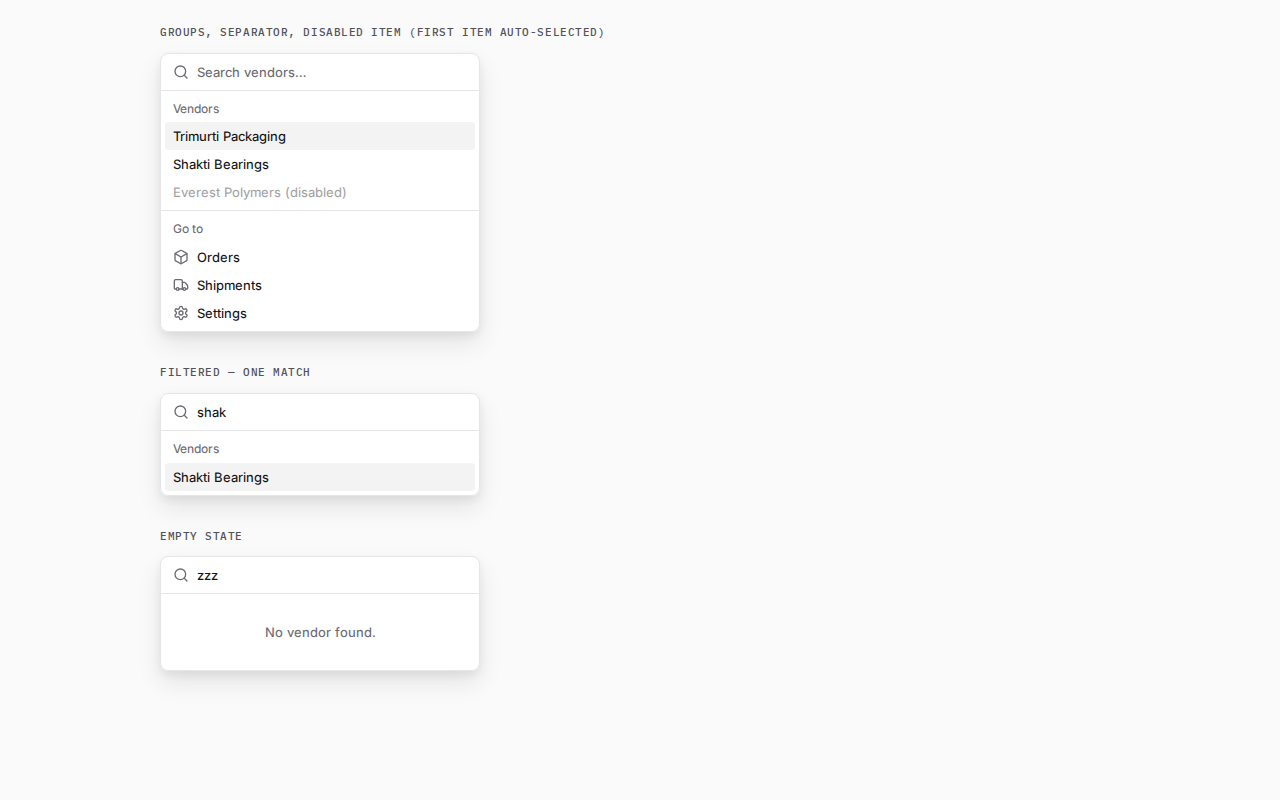 GROUPS, SEPARATOR, DISABLED ITEM (FIRST ITEM AUTO-SELECTED)
Search vendors...
Vendors
Trimurti Packaging
Shakti Bearings
Everest Polymers (disabled)
Go to
Orders
Shipments
Settings
FILTERED — ONE MATCH
shak
Vendors
Shakti Bearings
EMPTY STATE
zzz
No vendor found.